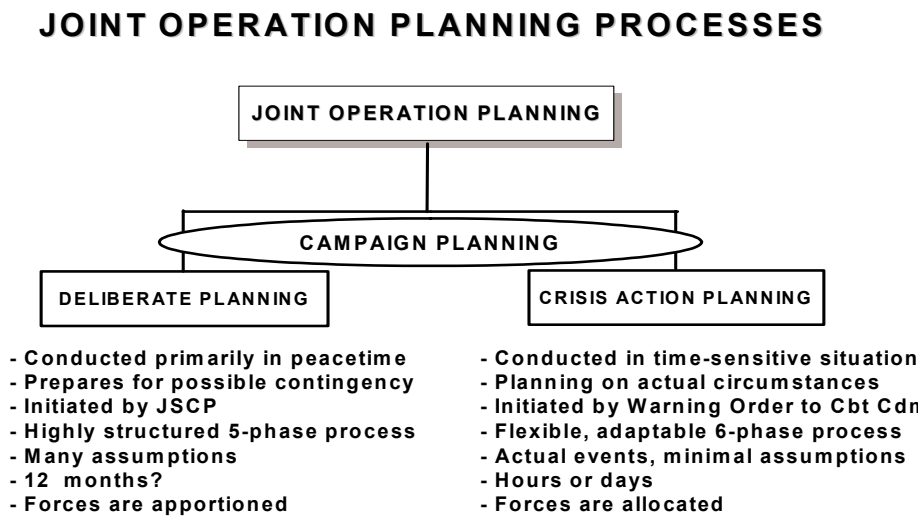 JOINT OPERATION PLANNING PROCESSES
JOINT OPERATION PLANNING
CAMPAIGN PLANNING
DELIBERATE PLANNING
- Conducted primarily in peacetime
- Prepares for possible contingency
- Initiated by JSCP
- Highly structured 5-phase process
- Many assumptions
- 12 months?
- Forces are apportioned
CRISIS ACTION PLANNING
- Conducted in time-sensitive situation
- Planning on actual circumstances
- Initiated by Warning Order to Cbt
- Flexible, adaptable 6-phase process
- Actual events, minimal assumptions
- Hours or days
- Forces are allocated